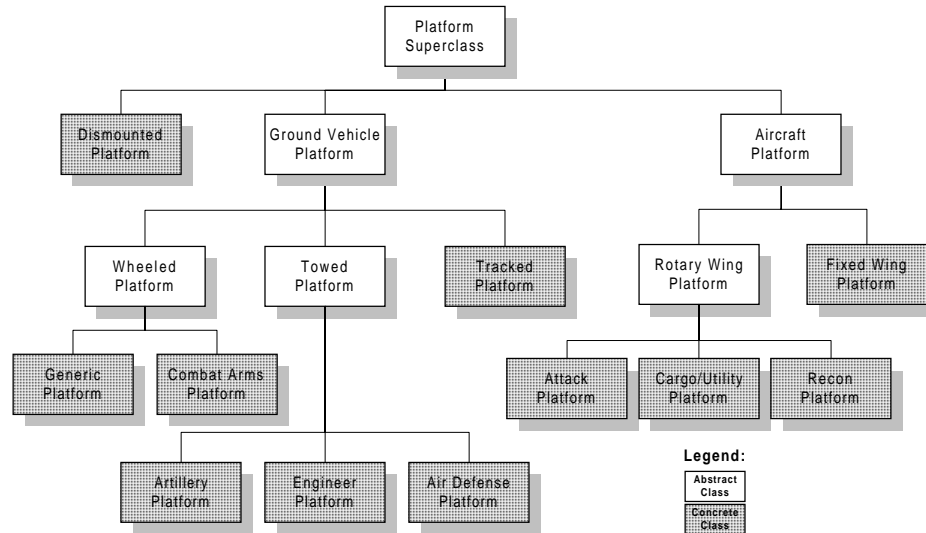 Platform
Superclass
Dismounted
Platform
Ground Vehicle
Platform
Aircraft
Platform
Wheeled
Platform
Towed
Platform
Tracked
Platform
Rotary Wing
Platform
Fixed Wing
Platform
Generic
Platform
Combat Arms
Platform
Attack
Platform
Cargo/Utility
Platform
Recon
Platform
Artillery
Platform
Engineer
Platform
Air Defense
Platform
Legend:
Abstract
Class
Concrete
Class